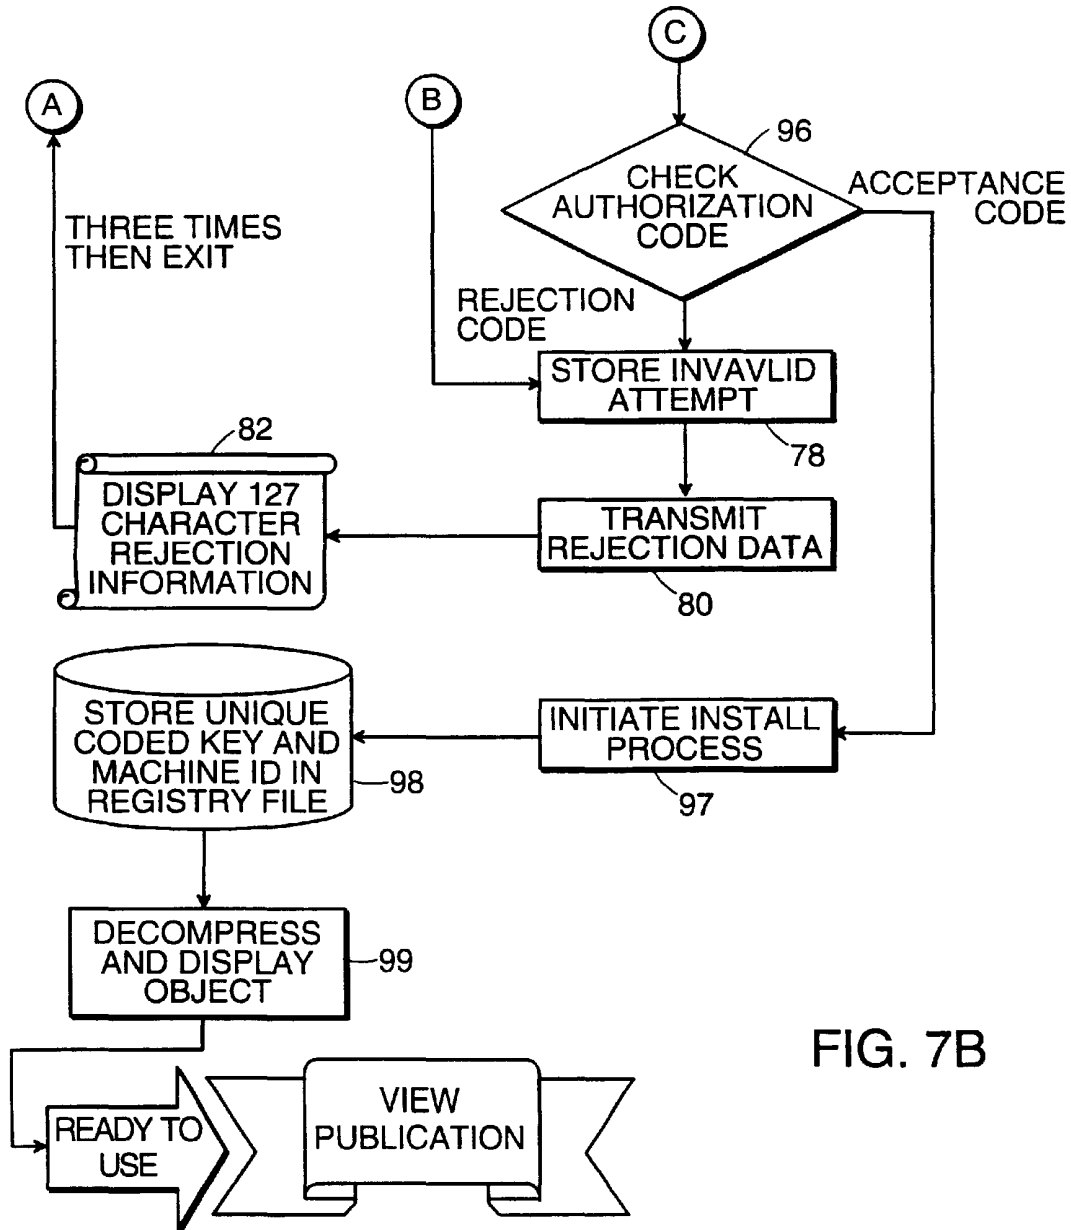 C
A
B
96
CHECK
AUTHORIZATION
CODE
ACCEPTANCE
CODE
THREE TIMES
THEN EXIT
REJECTION
CODE
STORE INVAVLID
ATTEMPT
78
82
DISPLAY 127
CHARACTER
REJECTION
INFORMATION
TRANSMIT
REJECTION DATA
80
STORE UNIQUE
CODED KEY AND
MACHINE ID IN
REGISTRY FILE
98
INITIATE INSTALL
PROCESS
97
DECOMPRESS
AND DISPLAY
OBJECT
99
READY TO
USE
VIEW
PUBLICATION
FIG. 7B